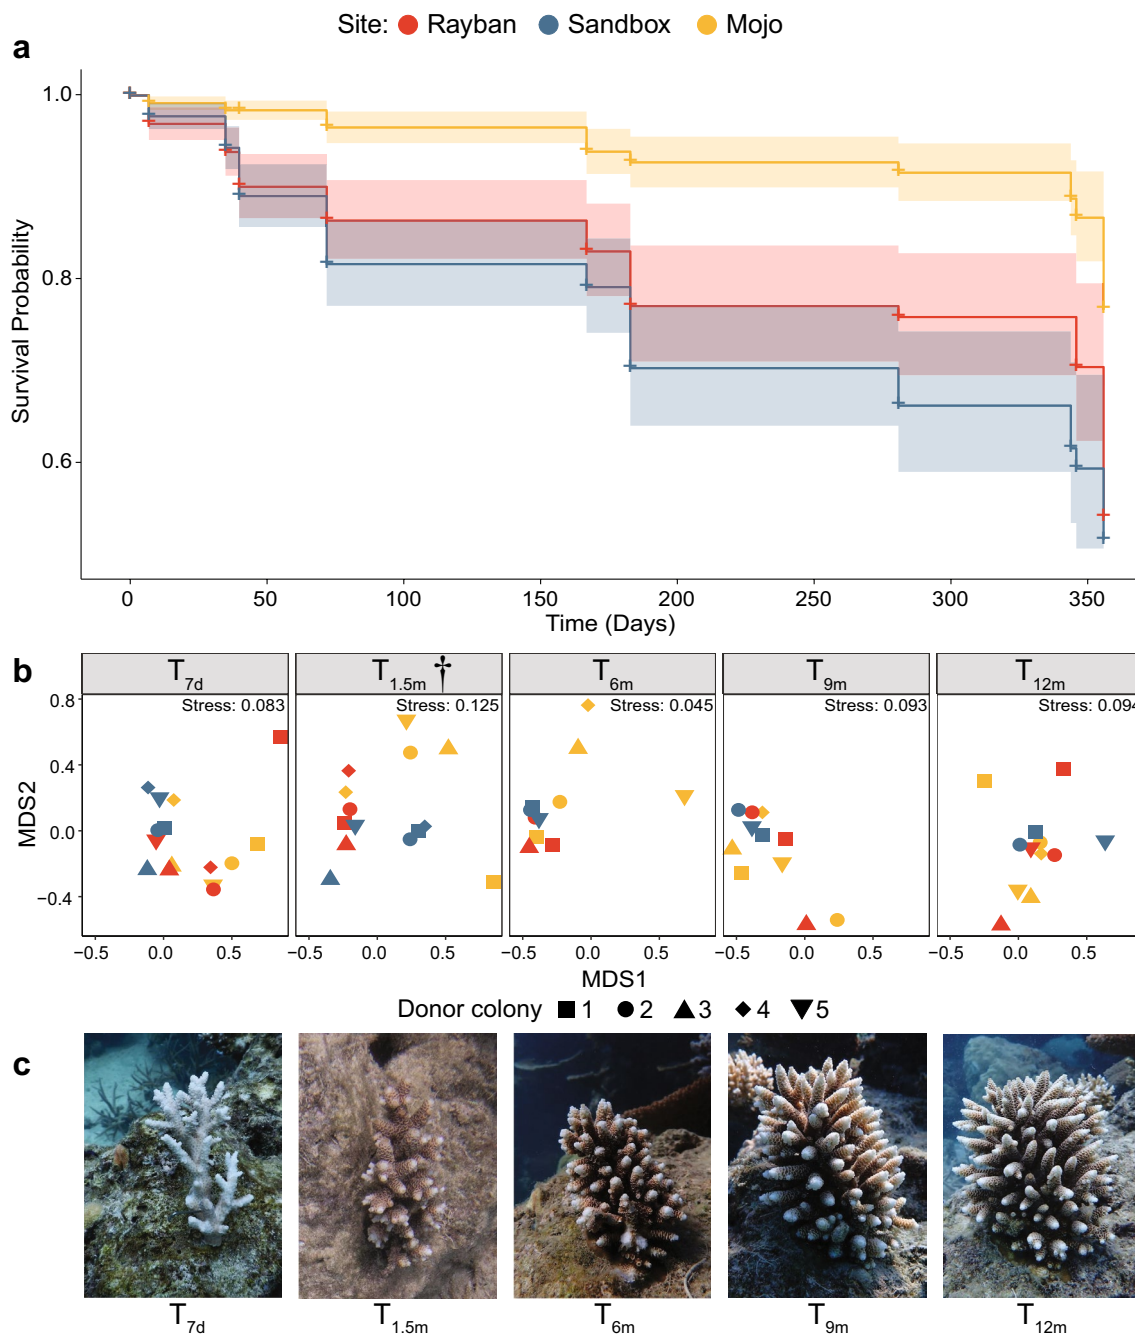 Site: Rayban Sandbox Mojo
a
Survival Probability
1.0
0.8
0.6
0 50 100 150 200 250 300 350
Time (Days)
b
T7d T1.5m † T6m T9m T12m
Stress: 0.083 Stress: 0.125 Stress: 0.045 Stress: 0.093 Stress: 0.094
MDS2
0.8
0.4
0.0
−0.4
−0.5 0.0 0.5 −0.5 0.0 0.5 −0.5 0.0 0.5 −0.5 0.0 0.5 −0.5 0.0 0.5
MDS1
Donor colony 1 2 3 4 5
c
T7d T1.5m T6m T9m T12m